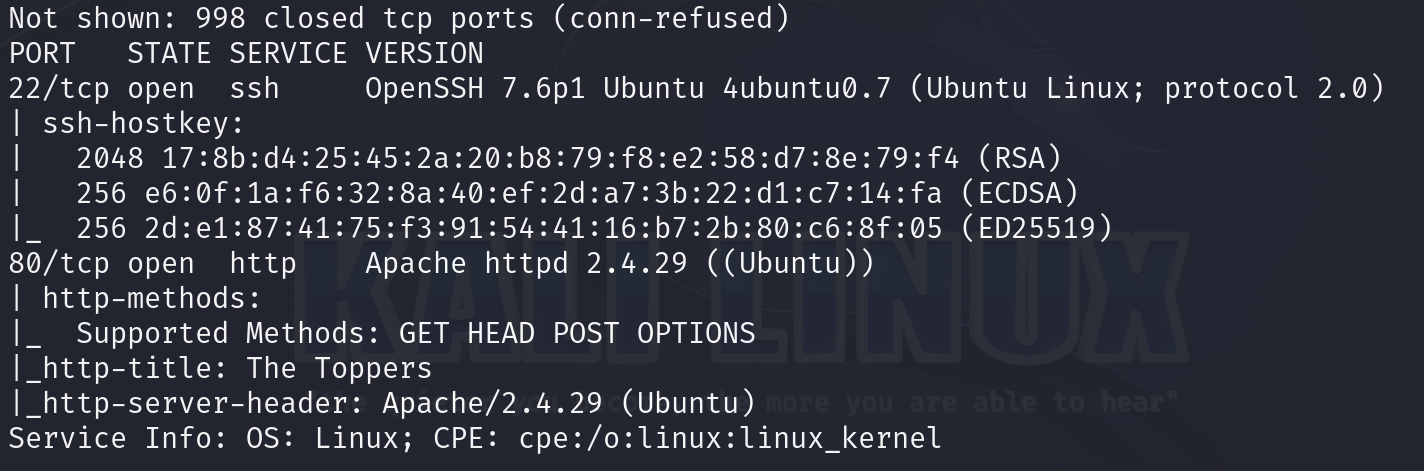 Not shown: 998 closed tcp ports (conn-refused)
PORT   STATE SERVICE VERSION
22/tcp open  ssh     OpenSSH 7.6p1 Ubuntu 4ubuntu0.7 (Ubuntu Linux; protocol 2.0)
| ssh-hostkey:
|   2048 17:8b:d4:25:45:2a:20:b8:79:f8:e2:58:d7:8e:79:f4 (RSA)
|   256 e6:0f:1a:f6:32:8a:40:ef:2d:a7:3b:22:d1:c7:14:fa (ECDSA)
|_  256 2d:e1:87:41:75:f3:91:54:41:16:b7:2b:80:c6:8f:05 (ED25519)
80/tcp open  http    Apache httpd 2.4.29 ((Ubuntu))
| http-methods:
|_  Supported Methods: GET HEAD POST OPTIONS
|_http-title: The Toppers
|_http-server-header: Apache/2.4.29 (Ubuntu)
Service Info: OS: Linux; CPE: cpe:/o:linux:linux_kernel
KALI LINUX
more you are able to hear"